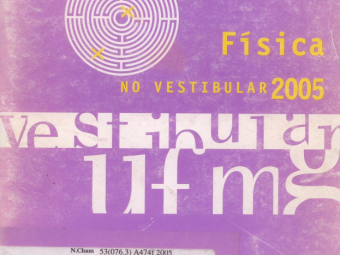 Física
NO VESTIBULAR 2005
vestibular
ufmg
N.Cham 53(076.3) A474f 2005